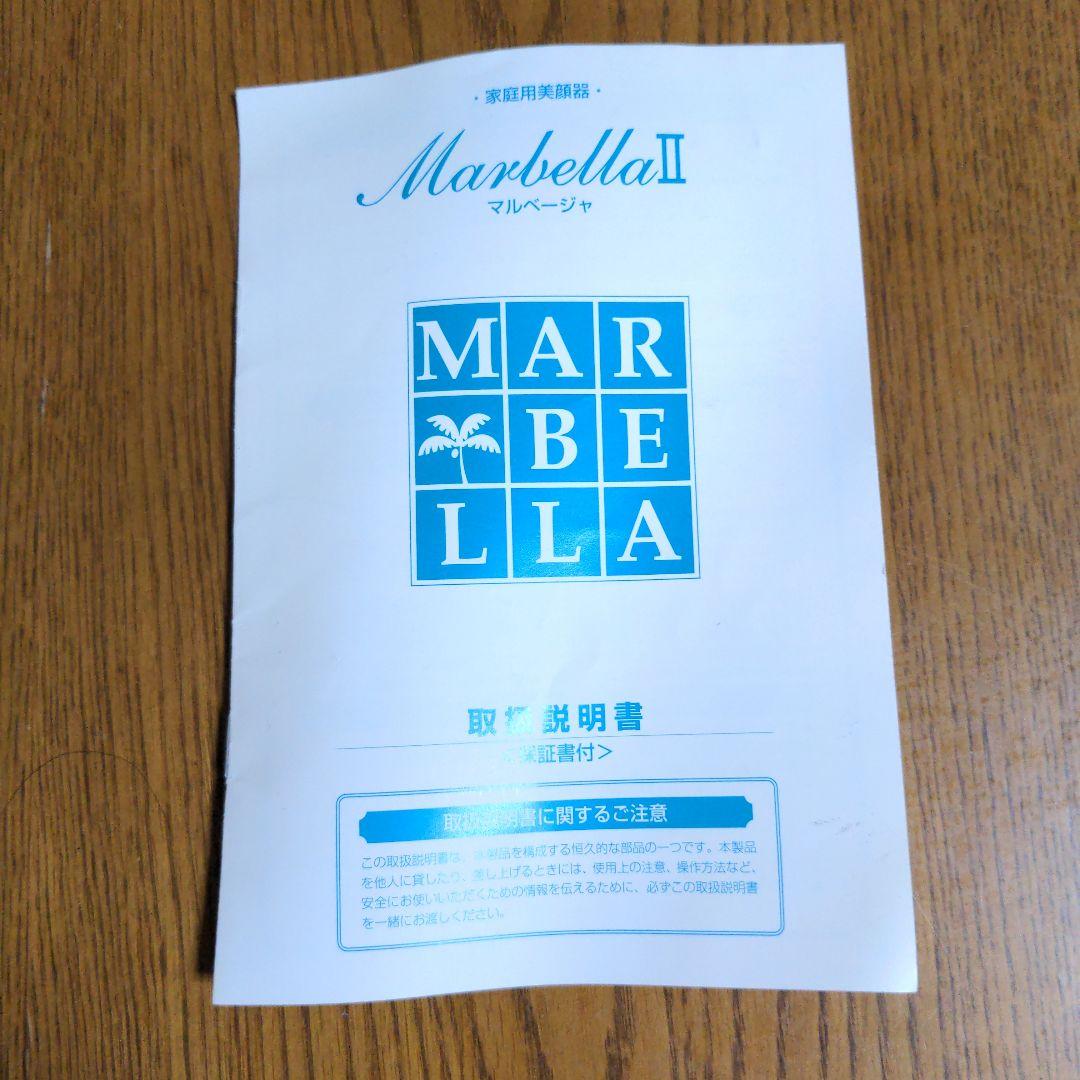 ・家庭用美顔器・
Marbella II
マルベージャ
MAR
BE
LLA
取扱説明書
<保証書付>
取扱説明書に関するご注意
この取扱説明書は、本製品を構成する恒久的な部品の一つです。本製品
を他人に貸したり、差し上げるときには、使用上の注意、操作方法など、
安全にお使いいただくための情報を伝えるために、必ずこの取扱説明書
を一緒にお渡しください。